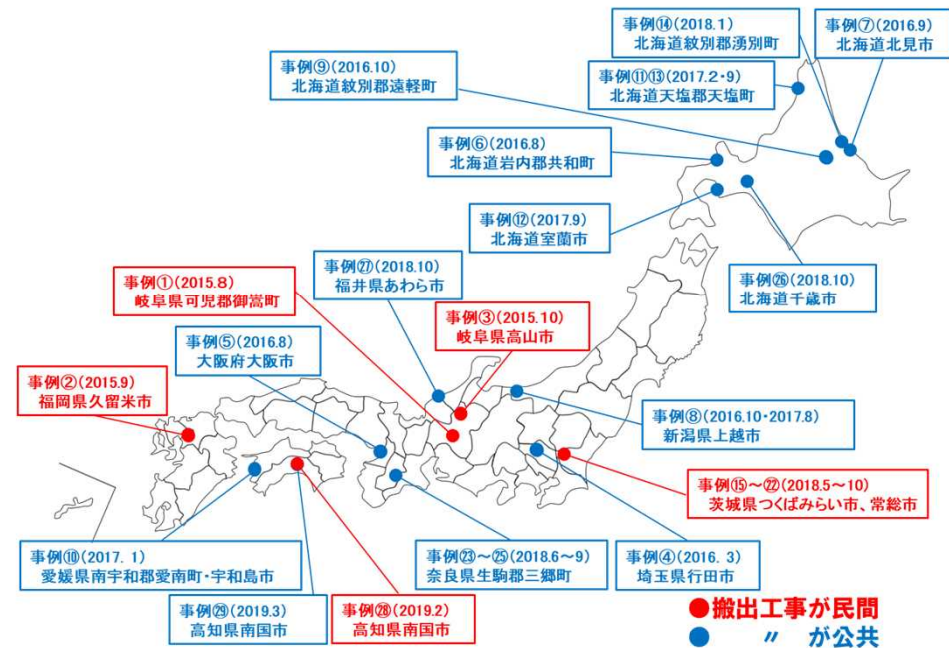 事例⑭(2018.1)
北海道紋別郡湧別町
事例⑦(2016.9)
北海道北見市
事例⑨(2016.10)
北海道紋別郡遠軽町
事例⑪⑬(2017.2・9)
北海道天塩郡天塩町
事例⑥(2016.8)
北海道岩内郡共和町
事例⑫(2017.9)
北海道室蘭市
事例㉖(2018.10)
北海道千歳市
事例㉗(2018.10)
福井県あわら市
事例①(2015.8)
岐阜県可児郡御嵩町
事例③(2015.10)
岐阜県高山市
事例⑤(2016.8)
大阪府大阪市
事例②(2015.9)
福岡県久留米市
事例⑧(2016.10・2017.8)
新潟県上越市
事例⑮～㉒(2018.5～10)
茨城県つくばみらい市、常総市
事例⑩(2017. 1)
愛媛県南宇和郡愛南町・宇和島市
事例㉓～㉕(2018.6～9)
奈良県生駒郡三郷町
事例④(2016. 3)
埼玉県行田市
事例㉙(2019.3)
高知県南国市
事例㉘(2019.2)
高知県南国市
●搬出工事が民間
● 〃 が公共